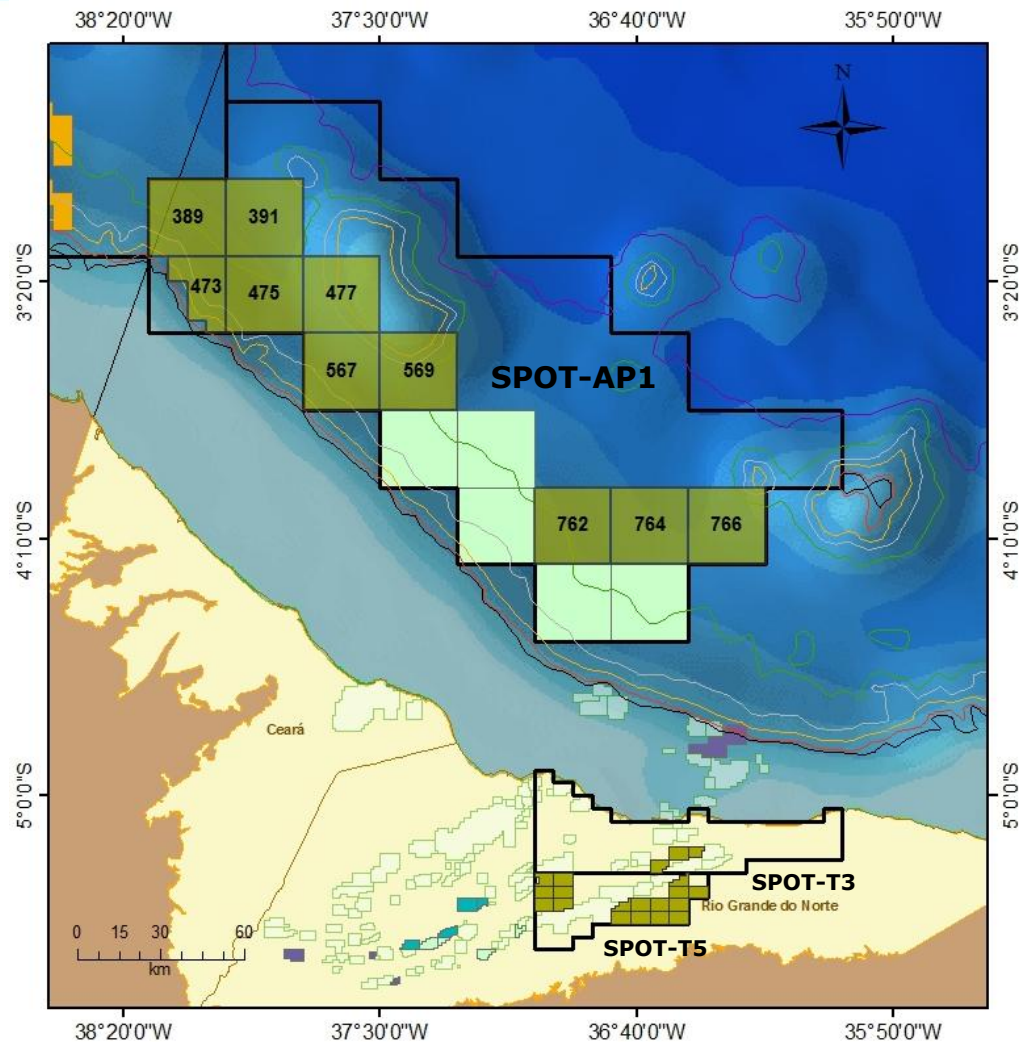 38°20'0"W 37°30'0"W 36°40'0"W 35°50'0"W
N
389 391
3°20'0"S 3°20'0"S
473 475 477
567 569 SPOT-AP1
762 764 766
4°10'0"S 4°10'0"S
Ceará
5°0'0"S 5°0'0"S
SPOT-T3
Rio Grande do Norte
SPOT-T5
0 15 30 60
km
38°20'0"W 37°30'0"W 36°40'0"W 35°50'0"W